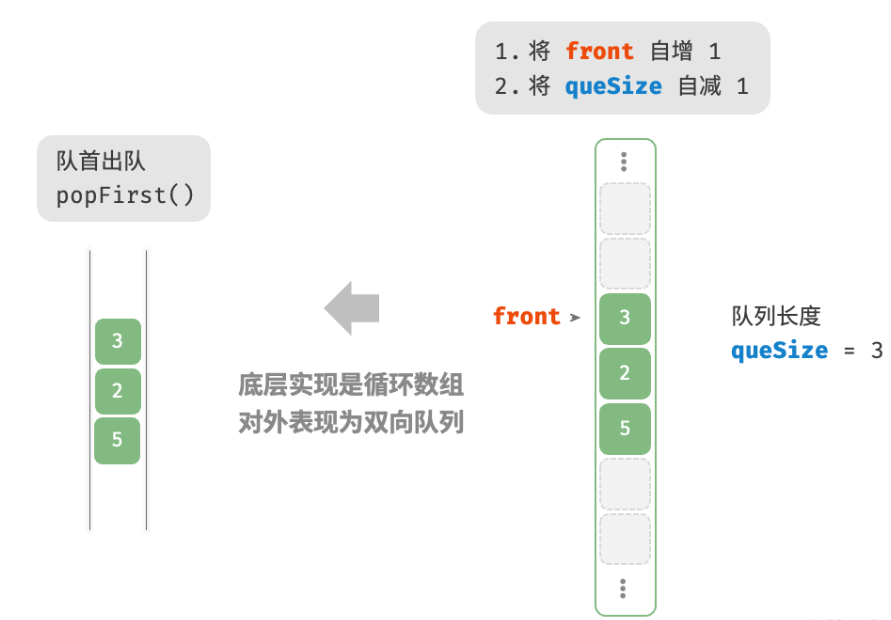 1. 将 front 自增 1
2. 将 queSize 自减 1
队首出队
popFirst()
3
2
5
底层实现是循环数组
对外表现为双向队列
front
3
2
5
队列长度
queSize = 3